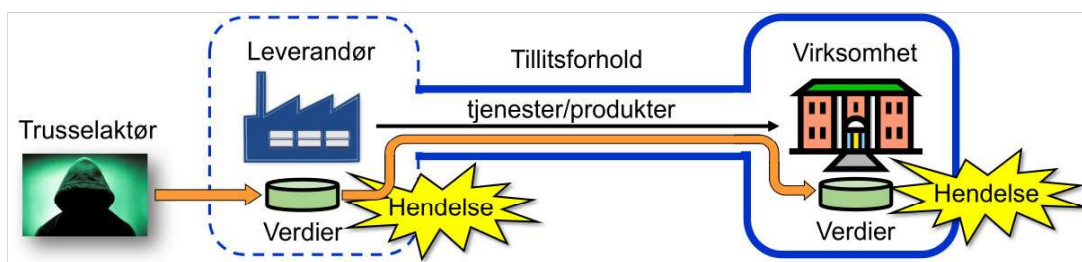 Leverandør
Tillitsforhold
Virksomhet
tjenester/produkter
Trusselaktør
Hendelse
Hendelse
Verdier
Verdier